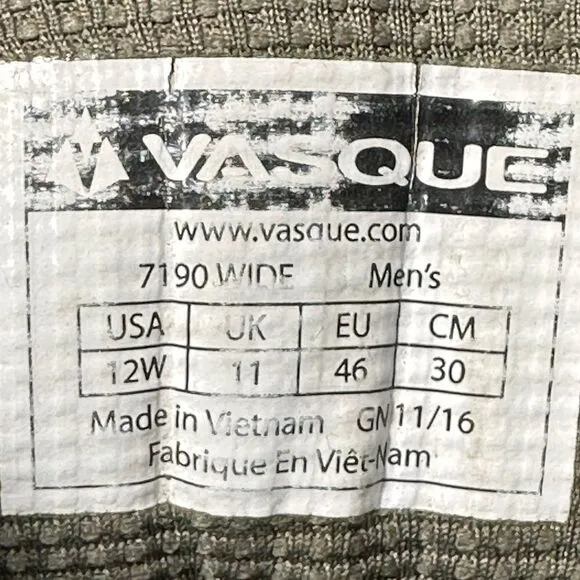 VASQUE
www.vasque.com
7190 WIDE Men's
USA UK EU CM
12W 11 46 30
Made in Vietnam GN 11/16
Fabrique En Viêt-Nam